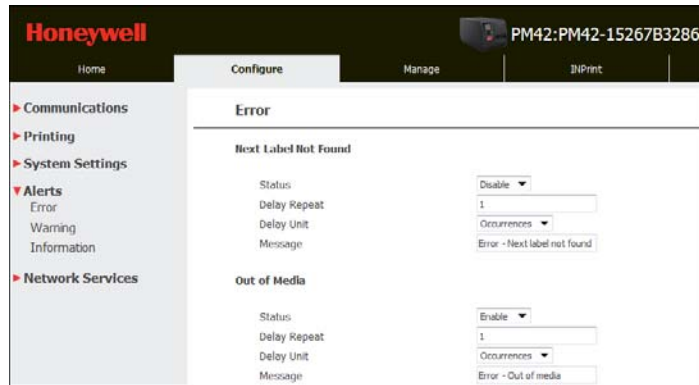 Honeywell
PM42:PM42-15267B3286
Home
Configure
Manage
INPrint
Communications
Printing
System Settings
Alerts
Error
Warning
Information
Network Services
Error
Next Label Not Found
Status Disable
Delay Repeat 1
Delay Unit Occurrences
Message Error - Next label not found
Out of Media
Status Enable
Delay Repeat 1
Delay Unit Occurrences
Message Error - Out of media